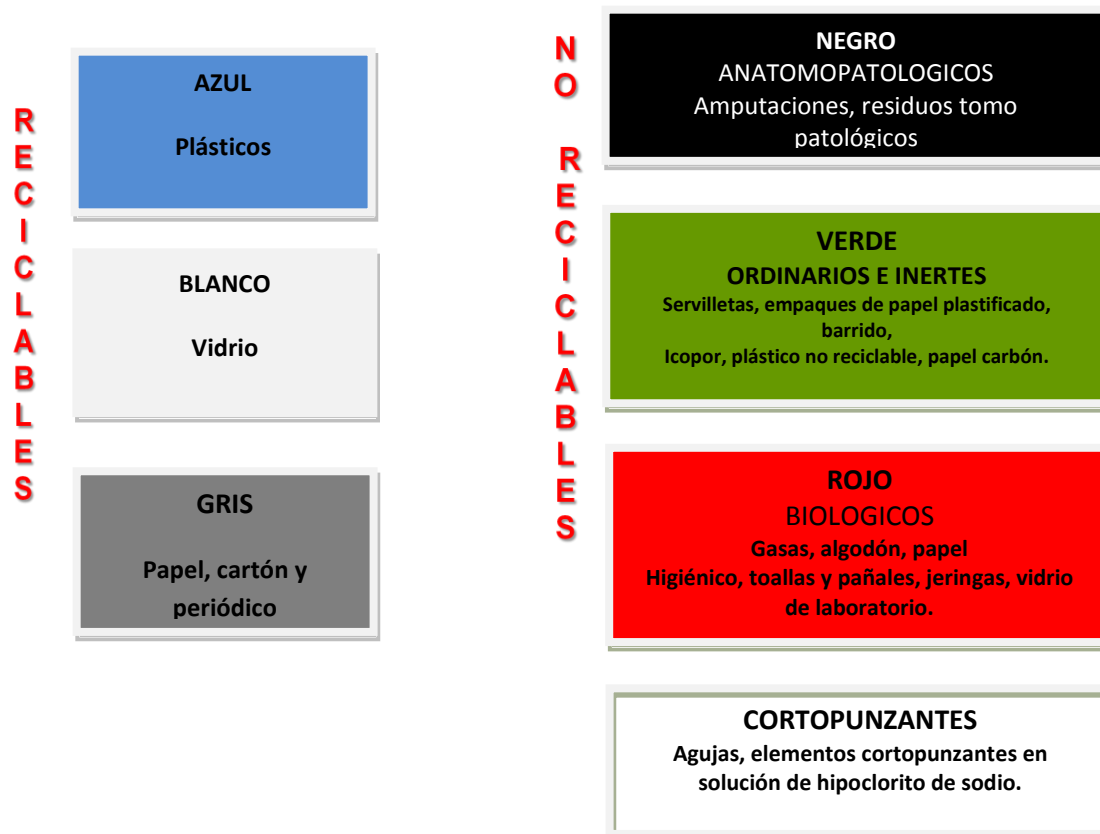 RECICLABLES
AZUL
Plásticos
BLANCO
Vidrio
GRIS
Papel, cartón y
periódico
NO RECICLABLES
NEGRO
ANATOMOPATOLOGICOS
Amputaciones, residuos tomo
patológicos
VERDE
ORDINARIOS E INERTES
Servilletas, empaques de papel plastificado,
barrido,
Icopor, plástico no reciclable, papel carbón.
ROJO
BIOLOGICOS
Gasas, algodón, papel
Higiénico, toallas y pañales, jeringas, vidrio
de laboratorio.
CORTOPUNZANTES
Agujas, elementos cortopunzantes en
solución de hipoclorito de sodio.